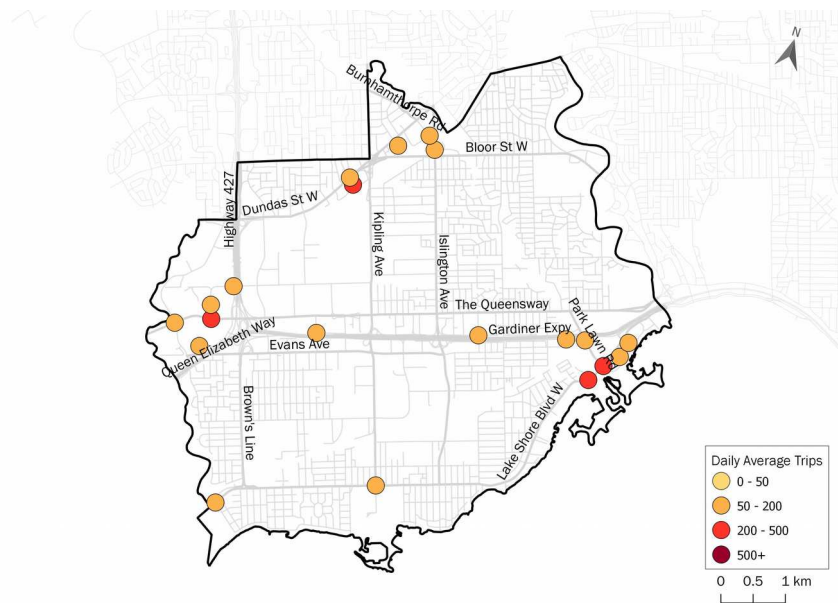 N
Burnhamthorpe Rd
Bloor St W
Dundas St W
Highway 427
Kipling Ave
Islington Ave
The Queensway
Park Lawn Rd
Queen Elizabeth Way
Gardiner Expy
Evans Ave
Brown's Line
Lake Shore Blvd W
Daily Average Trips
0 - 50
50 - 200
200 - 500
500+
0 0.5 1 km